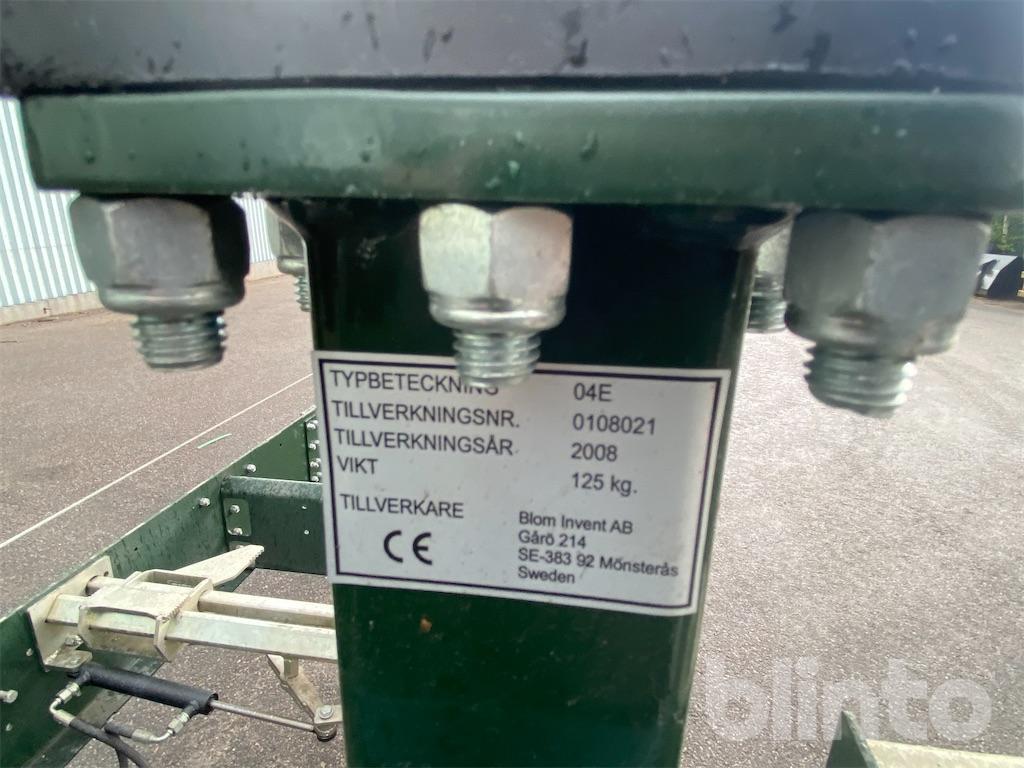 TYPBETECKNING 04E
TILLVERKNINGSNR. 0108021
TILLVERKNINGSÅR 2008
VIKT 125 kg.
TILLVERKARE Blom Invent AB
Gårö 214
SE-383 92 Mönsterås
Sweden
CE
blinto